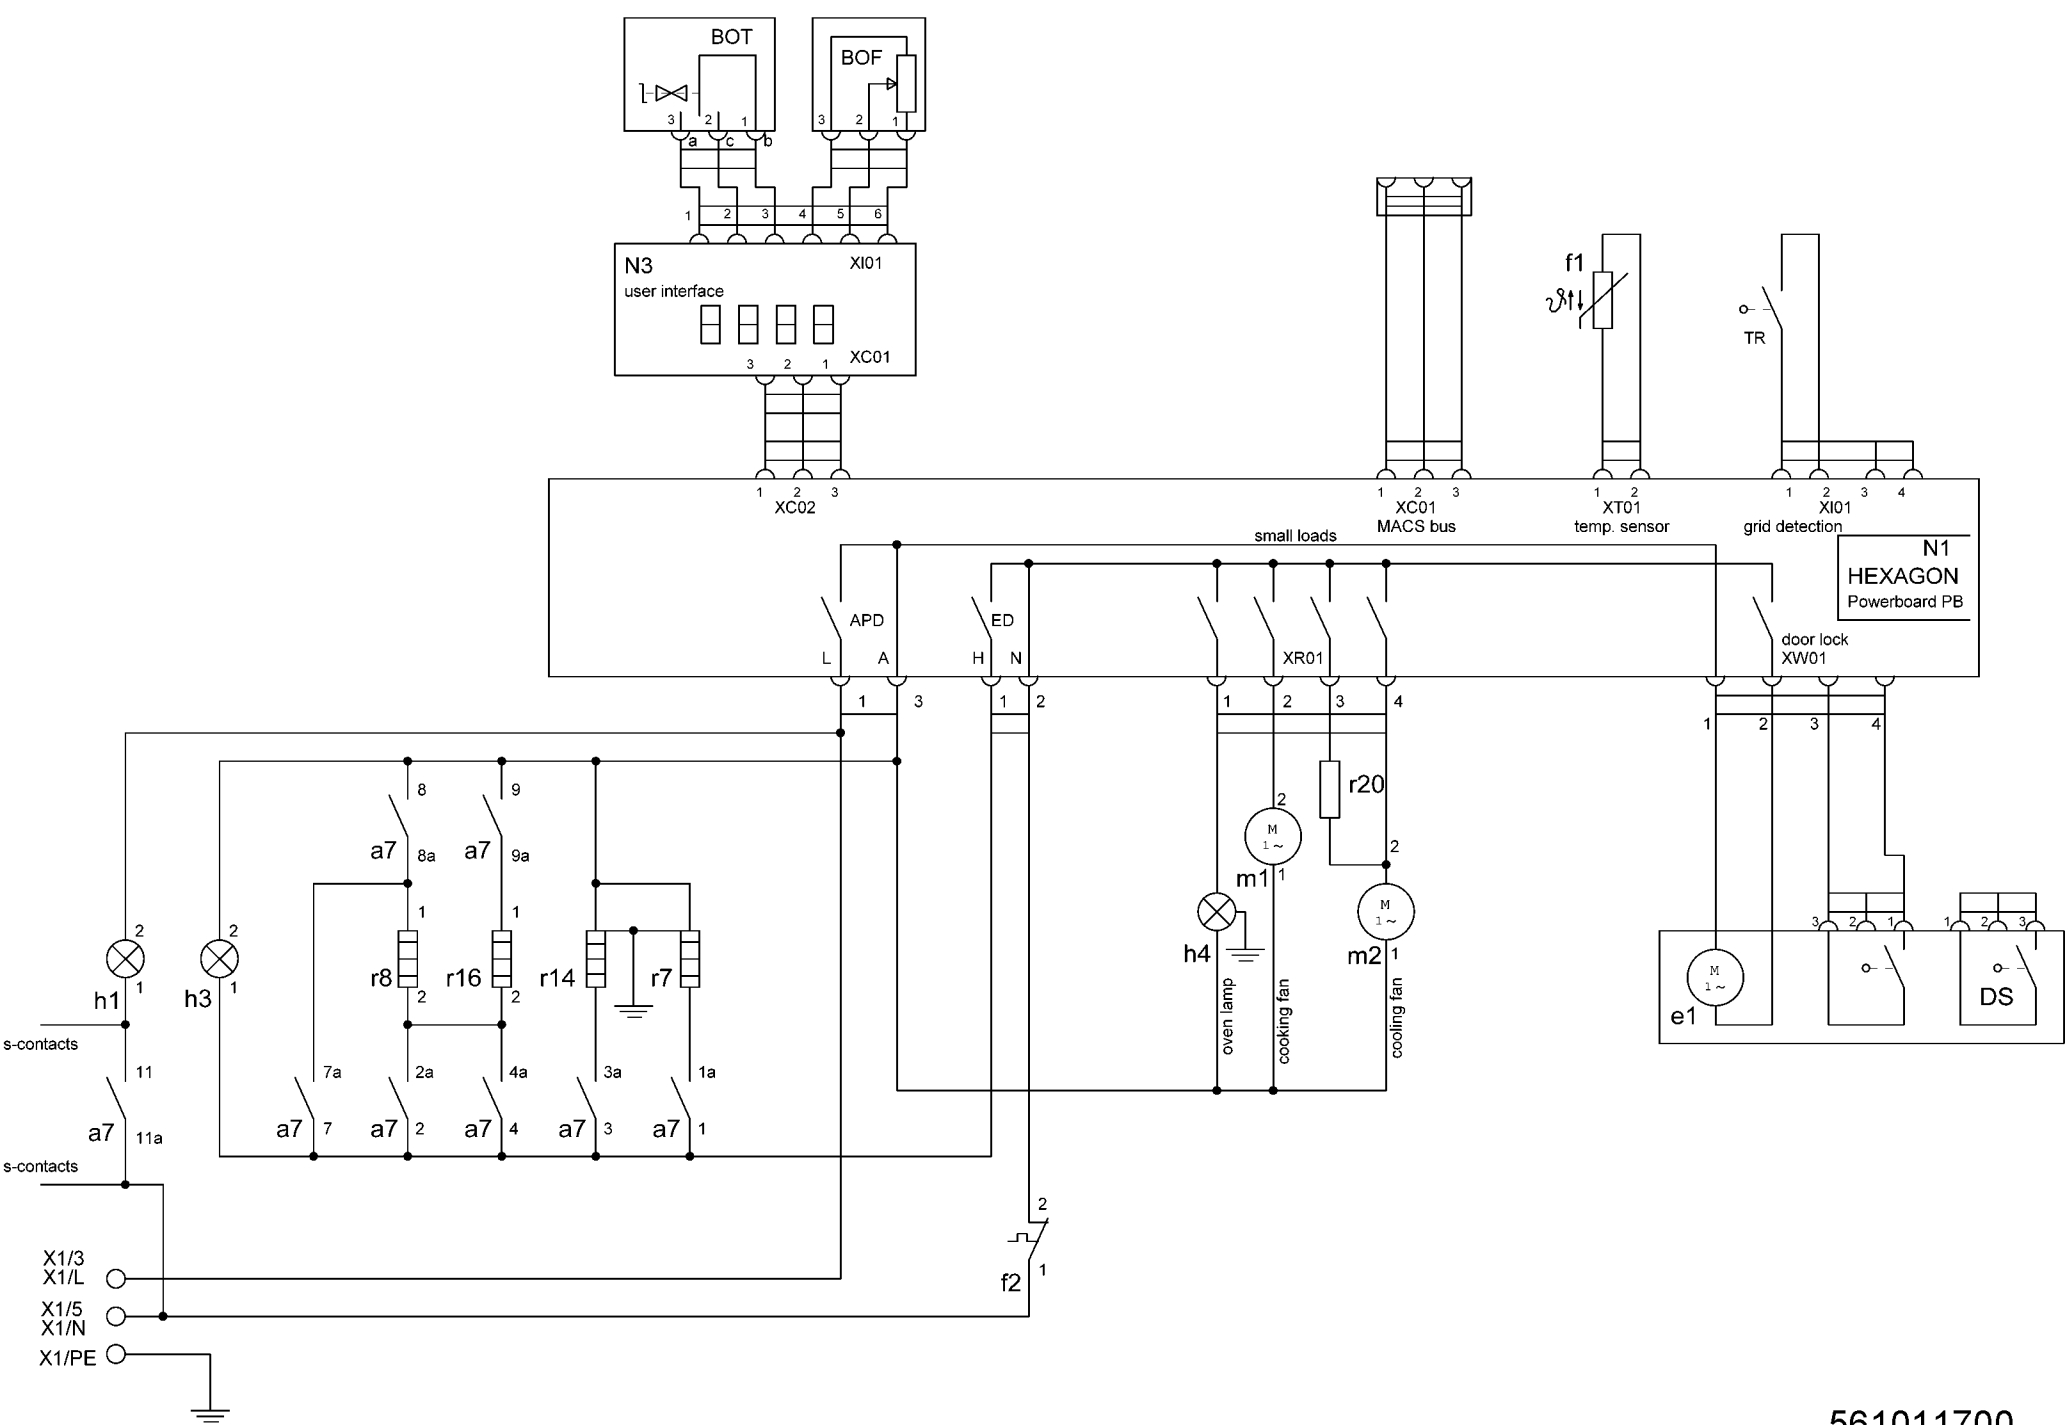 BOT
BOF
3 2 1
3 2 1
a c b
1 2 3 4 5 6
N3
XI01
user interface
XC01
3 2 1
f1
TR
1 2 3
XC02
1 2 3
XC01
MACS bus
1 2
XT01
temp. sensor
1 2 3 4
XI01
grid detection
small loads
N1
HEXAGON
Powerboard PB
APD
ED
door lock
L A H N
XR01
XW01
1 3 1 2
1 2 3 4
1 2 3 4
8 9
a7 8a
a7 9a
r20
2
M
1~
m1 1
2
M
1~
m2 1
h4
oven lamp
cooking fan
cooling fan
2
h1 1
2
h3 1
1
r8 2
1
r16 2
r14
r7
3 2 1
1 2 3
M
1~
e1
DS
s-contacts
11
a7 11a
s-contacts
7a 2a 4a 3a 1a
a7 7
a7 2
a7 4
a7 3
a7 1
2
f2 1
X1/3
X1/L
X1/5
X1/N
X1/PE
561011700